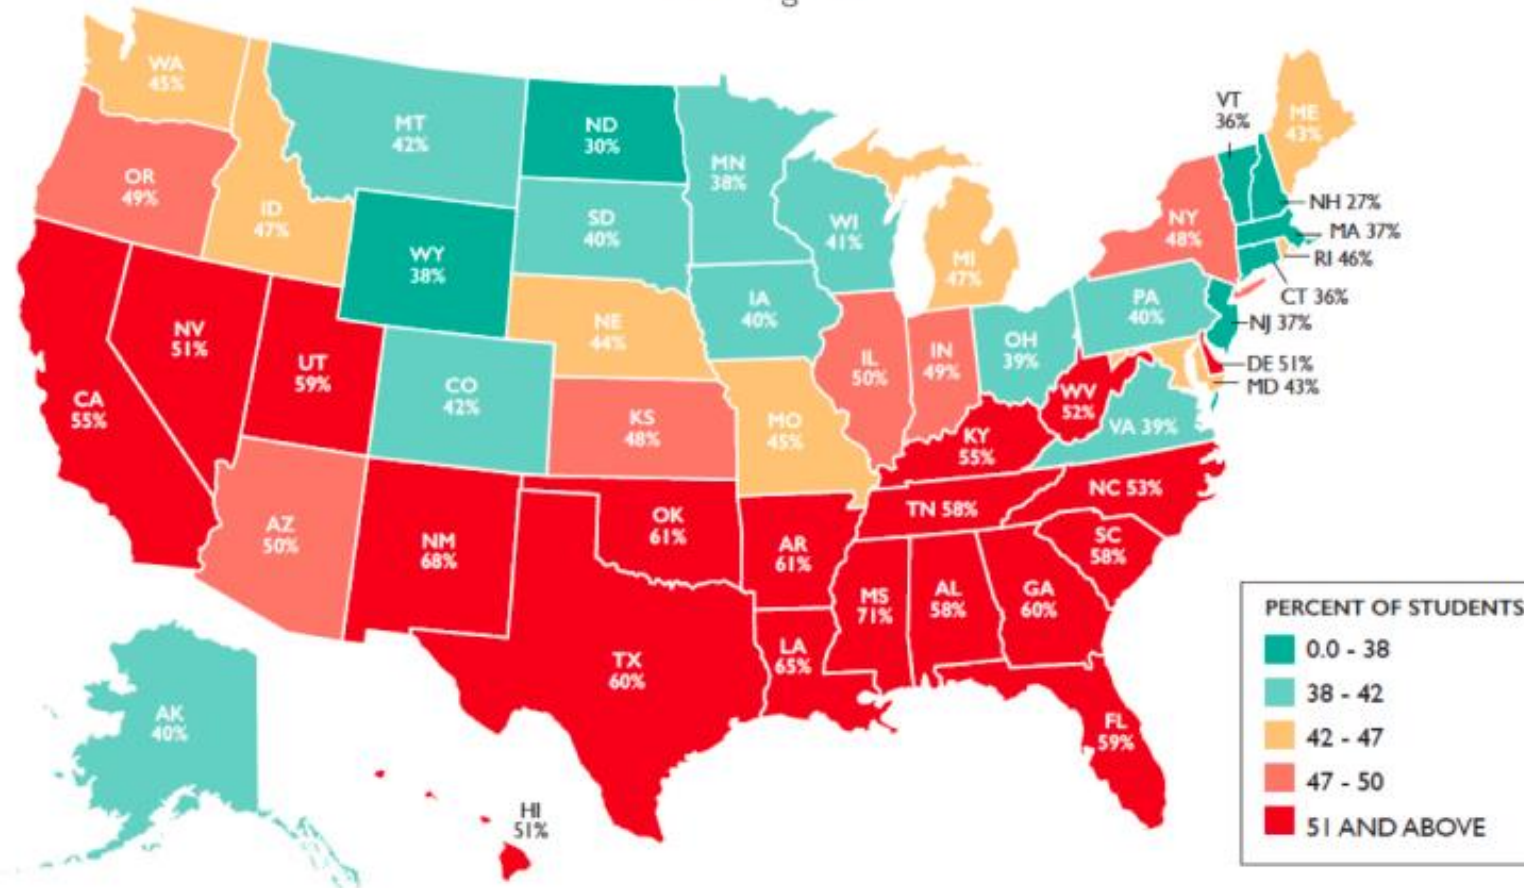 WA
45%
MT
42%
ND
30%
MN
38%
VT
36%
ME
43%
OR
49%
ID
47%
WY
38%
SD
40%
WI
41%
MI
47%
NY
48%
NH 27%
MA 37%
RI 46%
CT 36%
NJ 37%
DE 51%
MD 43%
NV
51%
UT
59%
CA
55%
CO
42%
NE
44%
IA
40%
IL
50%
IN
49%
OH
39%
PA
40%
WV
52%
VA 39%
KS
48%
MO
45%
KY
55%
NC 53%
TN 58%
SC
58%
AZ
50%
NM
68%
OK
61%
AR
61%
MS
71%
AL
58%
GA
60%
TX
60%
LA
65%
FL
59%
AK
40%
HI
51%
PERCENT OF STUDENTS
0.0 - 38
38 - 42
42 - 47
47 - 50
51 AND ABOVE